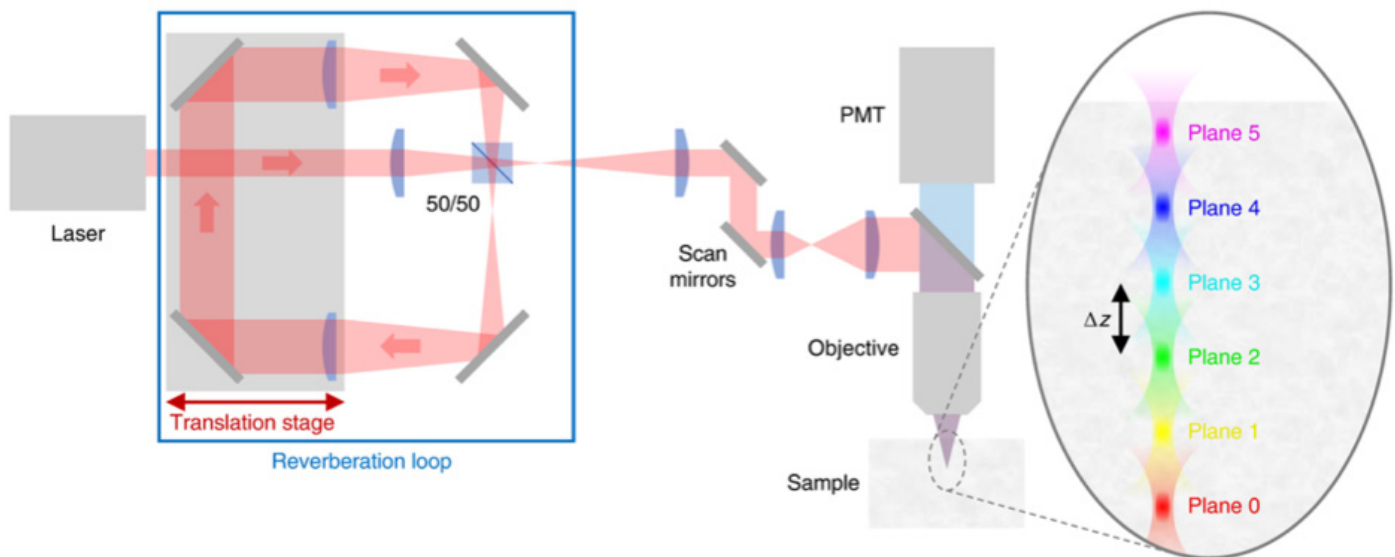 Laser
50/50
Translation stage
Reverberation loop
Scan
mirrors
PMT
Objective
Sample
Δz
Plane 5
Plane 4
Plane 3
Plane 2
Plane 1
Plane 0